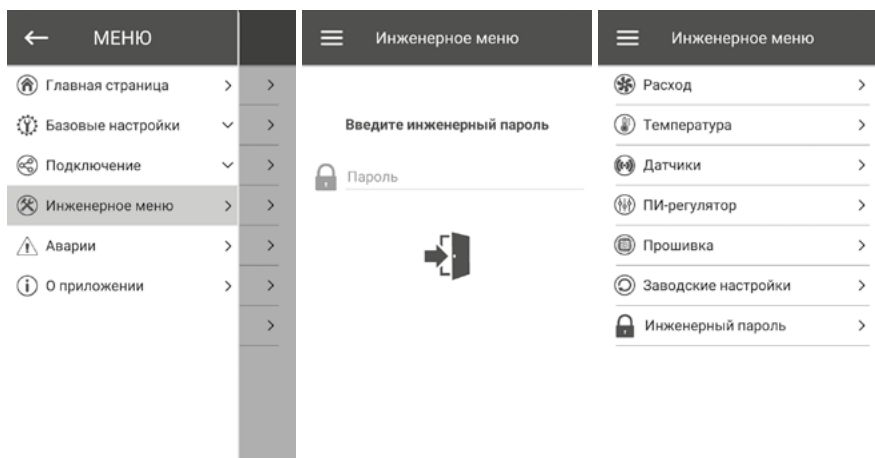 МЕНЮ
Главная страница
Базовые настройки
Подключение
Инженерное меню
Аварии
О приложении
Инженерное меню
Введите инженерный пароль
Пароль
Инженерное меню
Расход
Температура
Датчики
ПИ-регулятор
Прошивка
Заводские настройки
Инженерный пароль